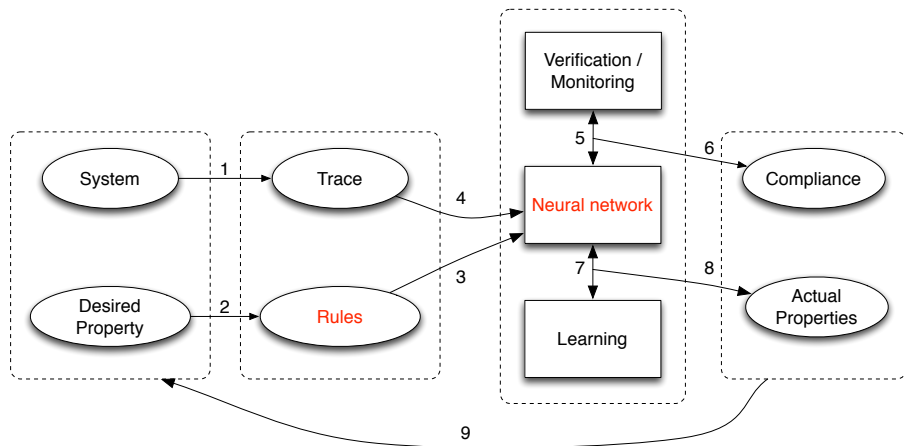 Verification /
Monitoring
5
6
System
1
Trace
Compliance
4
Neural network
3
7
8
Desired
Property
2
Rules
Actual
Properties
Learning
9